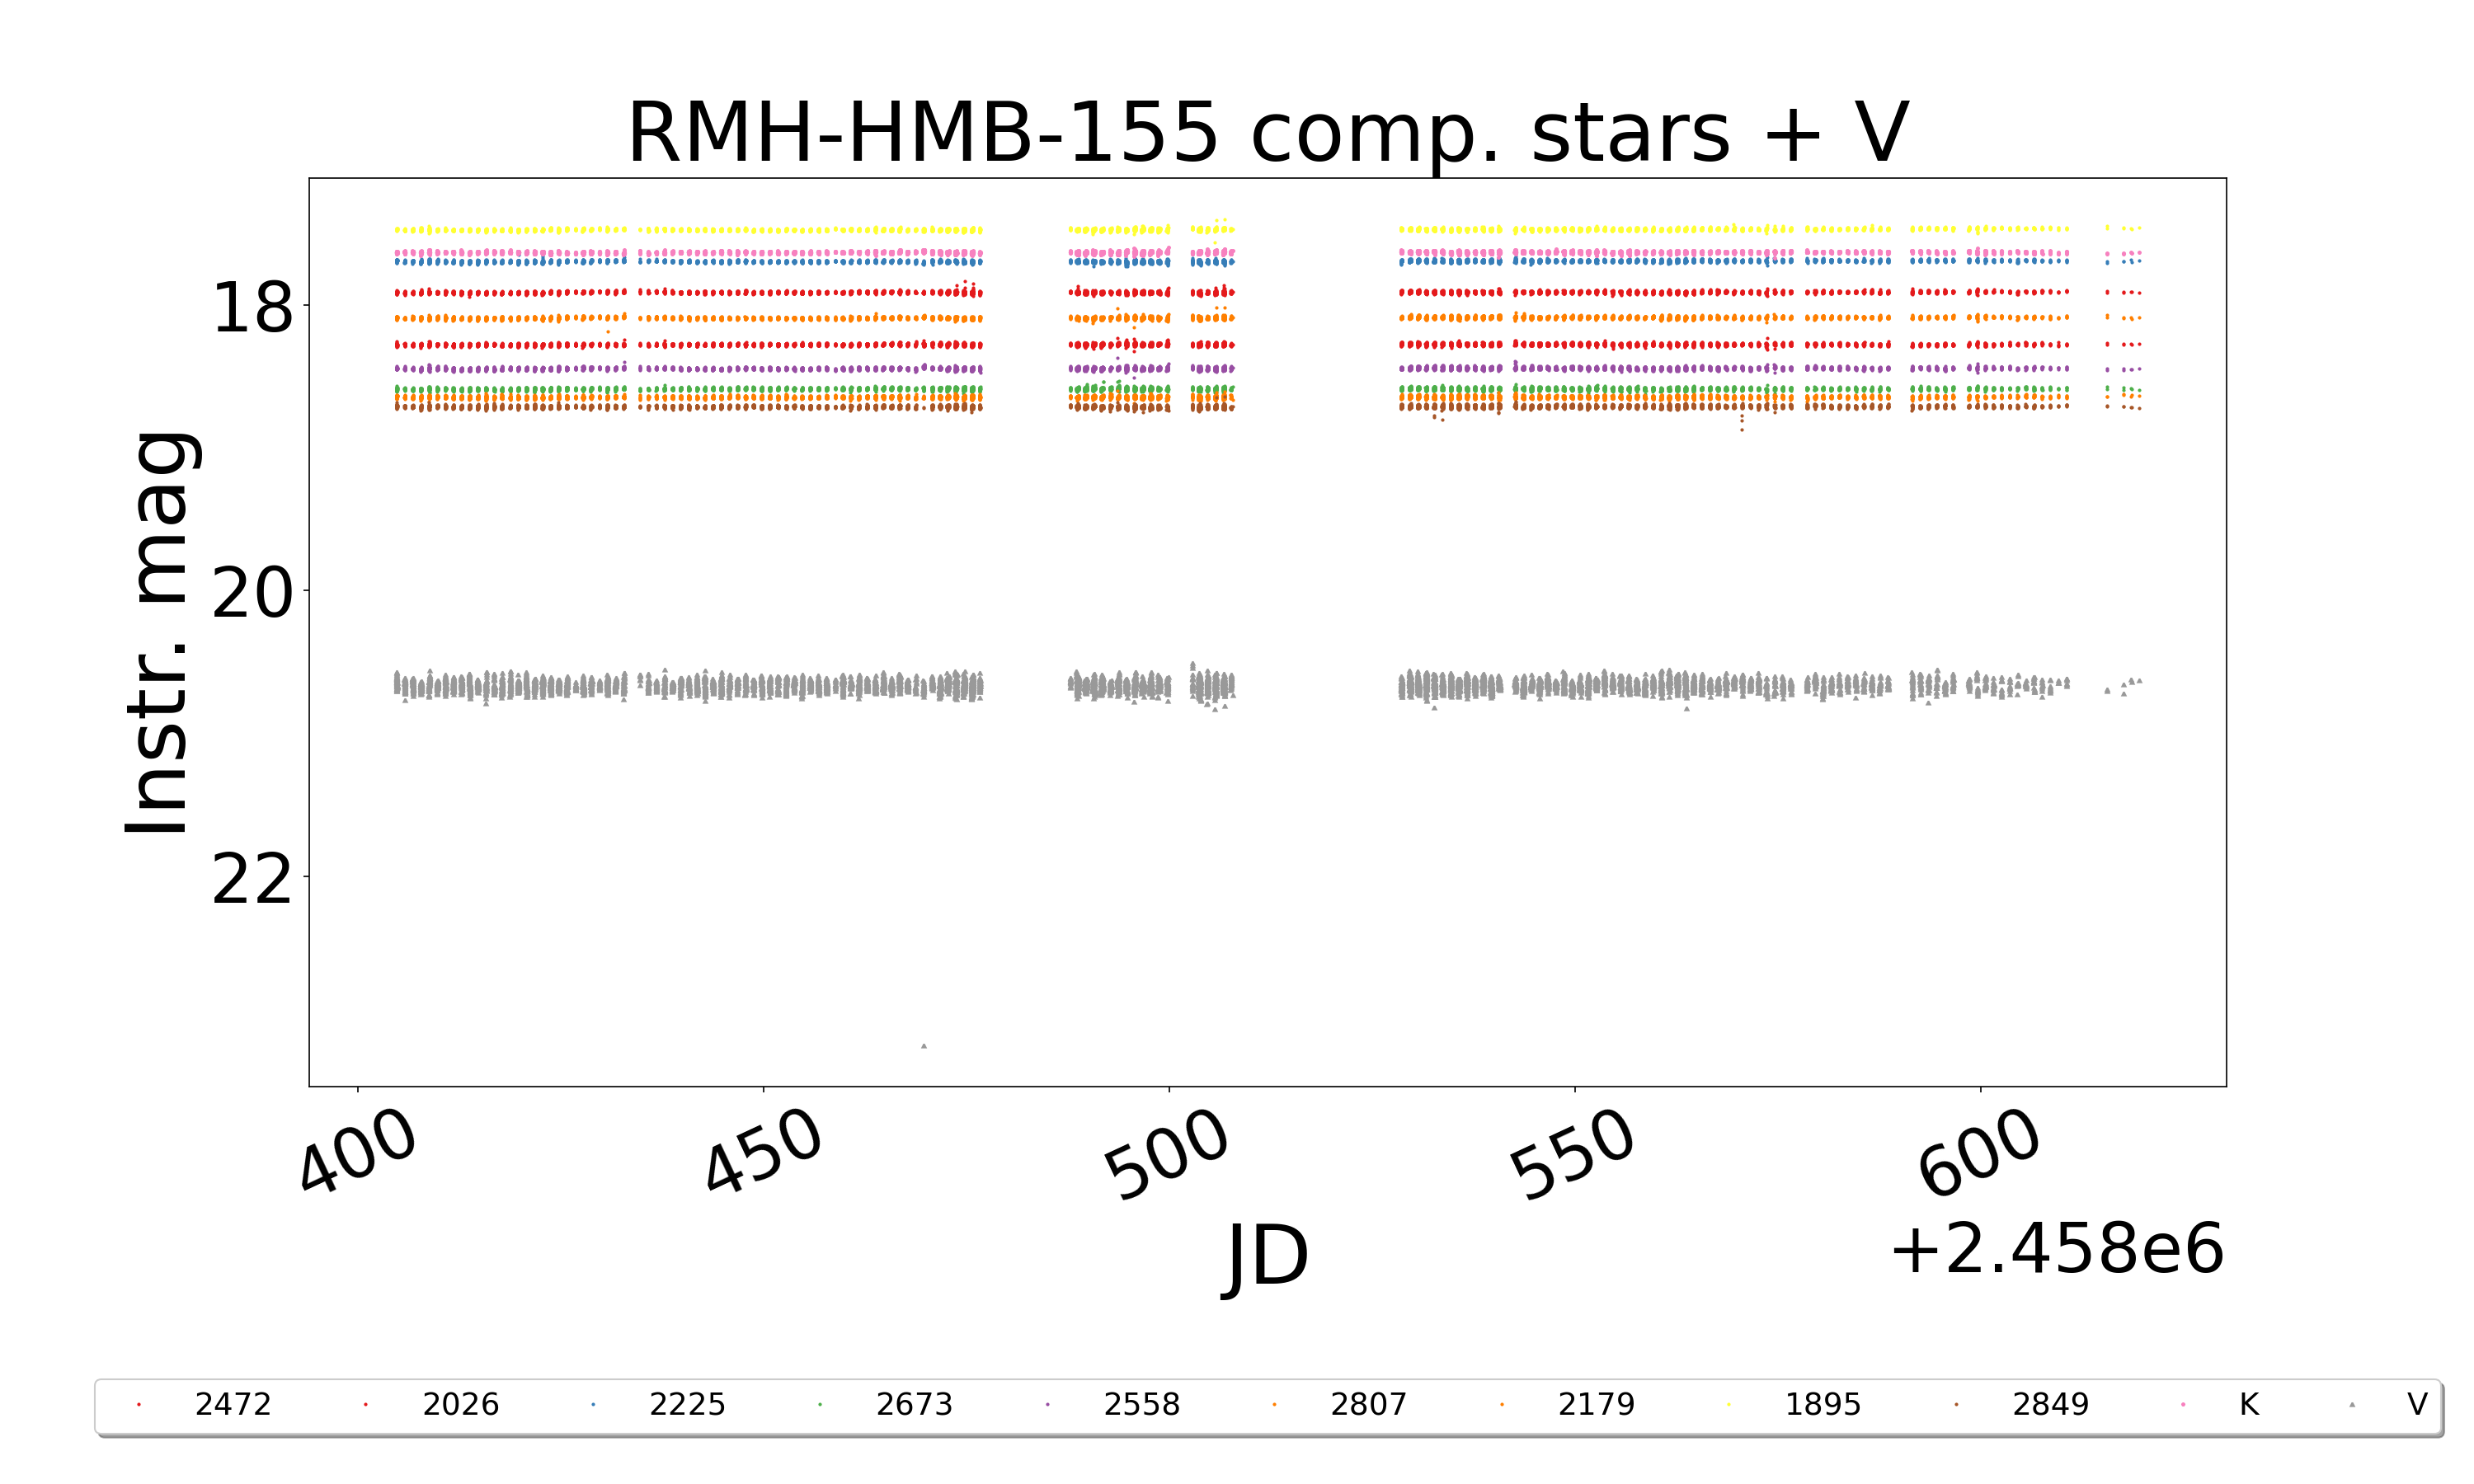 RMH-HMB-155 comp. stars + V
Instr. mag
18
20
22
400 450 500 550 600
JD
+2.458e6
2472 2026 2225 2673 2558 2807 2179 1895 2849 K V